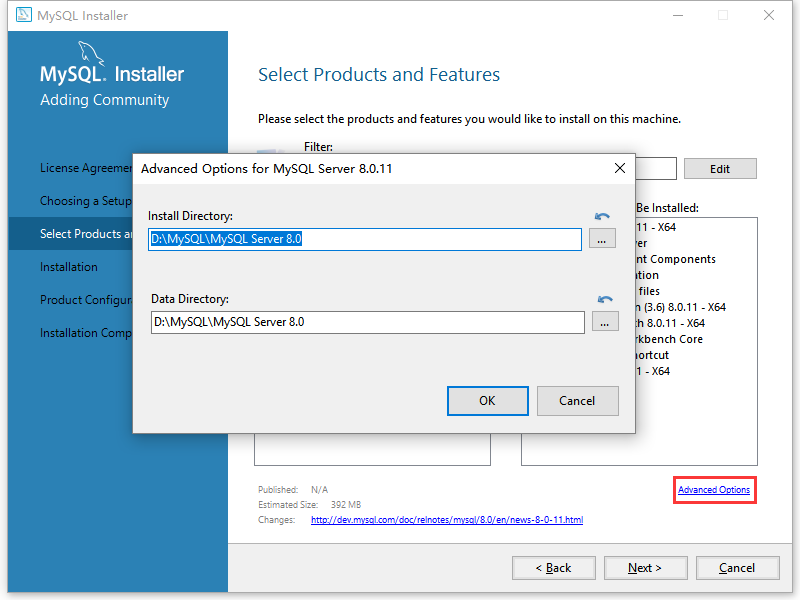 MySQL Installer
MySQL. Installer
Adding Community
License Agreemen
Choosing a Setup
Select Products an
Installation
Product Configura
Installation Comp
Select Products and Features
Please select the products and features you would like to install on this machine.
Filter:
Edit
Be Installed:
11 - X64
ver
nt Components
ation
files
n (3.6) 8.0.11 - X64
th 8.0.11 - X64
rkbench Core
hortcut
1 - X64
Advanced Options for MySQL Server 8.0.11
Install Directory:
D:\MySQL\MySQL Server 8.0
...
Data Directory:
D:\MySQL\MySQL Server 8.0
...
OK
Cancel
Published: N/A
Estimated Size: 392 MB
Changes: http://dev.mysql.com/doc/relnotes/mysql/8.0/en/news-8-0-11.html
Advanced Options
< Back
Next >
Cancel